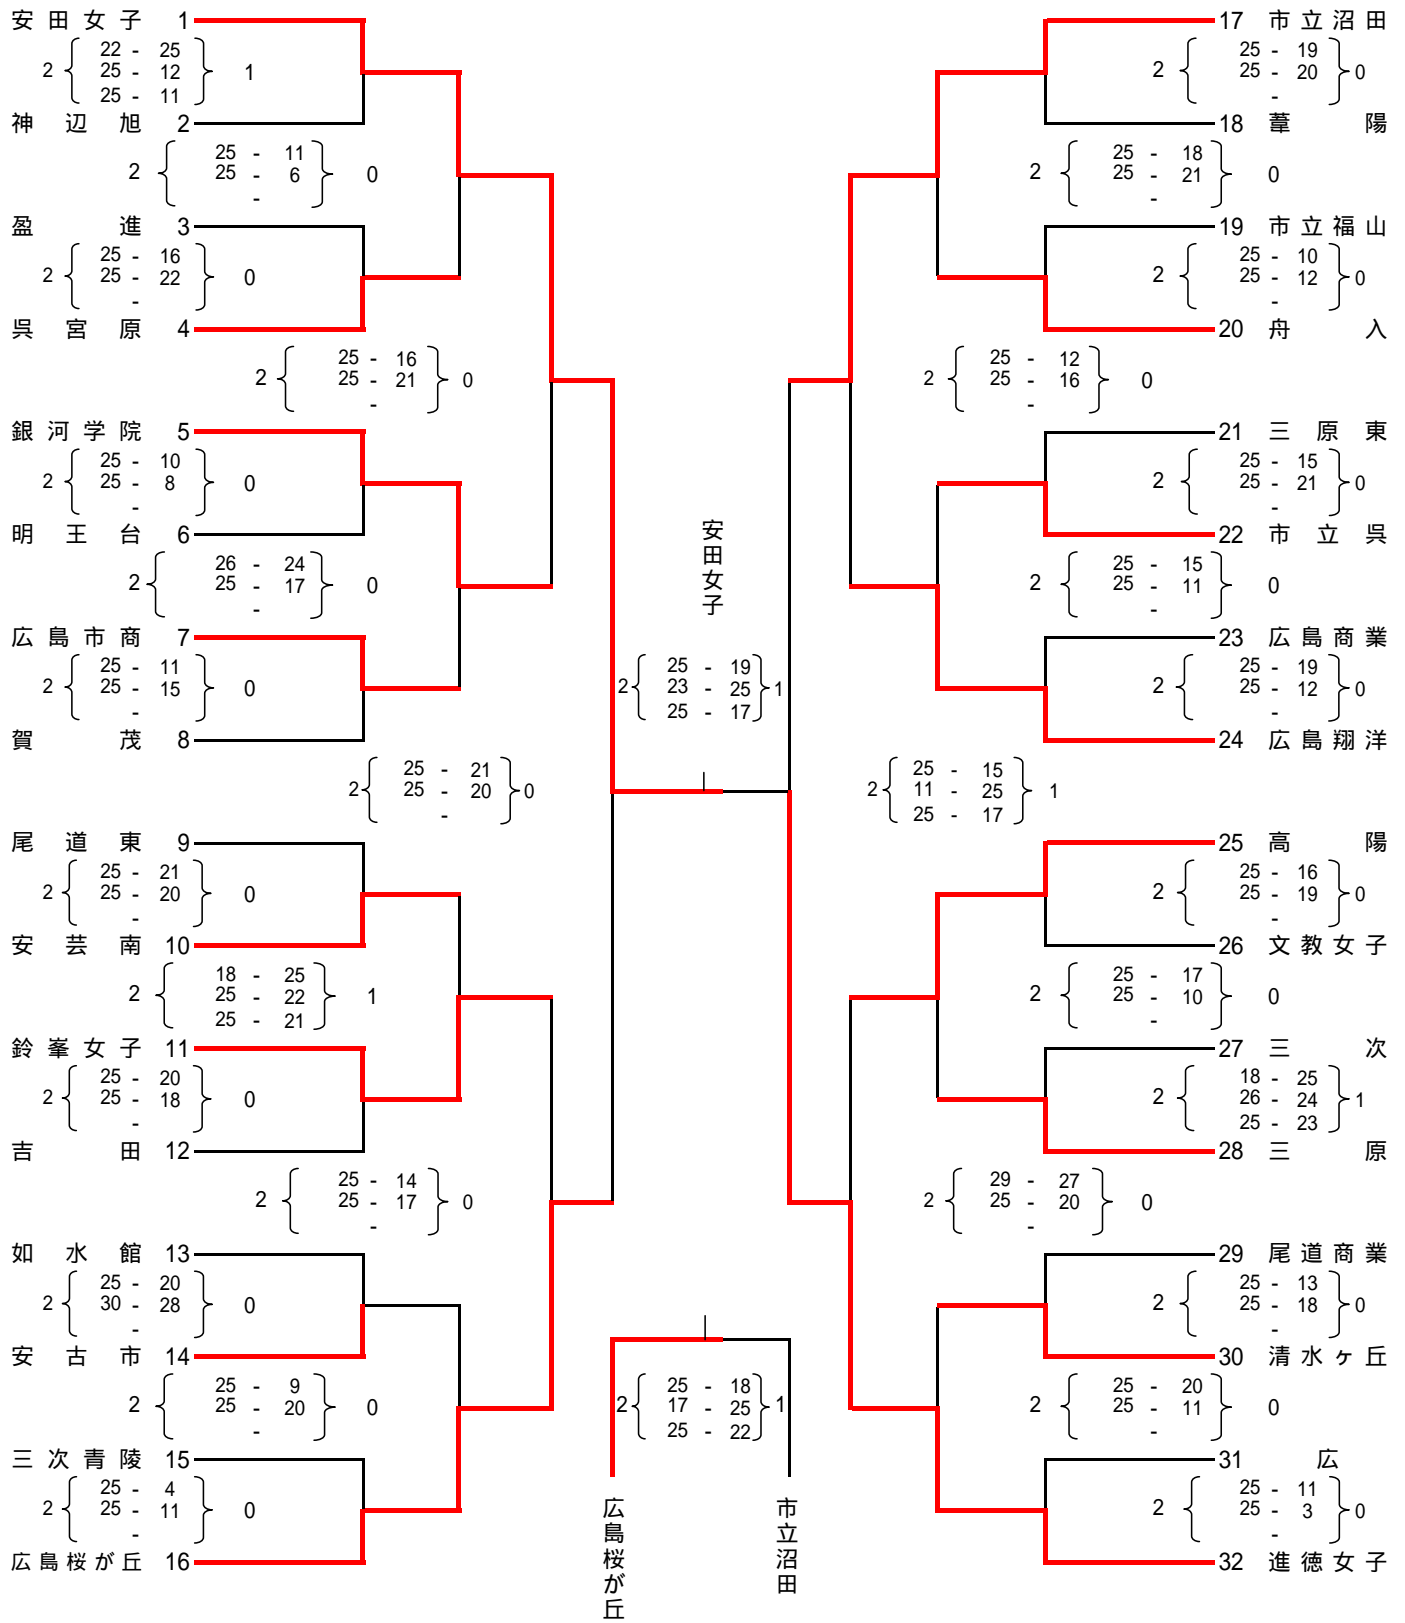 安田女子 1
2 22 - 25 1
25 - 12
25 - 11
神辺旭 2
2 25 - 11 0
25 - 6
-
盈進 3
2 25 - 16 0
25 - 22
-
呉宮原 4
2 25 - 16 0
25 - 21
-
銀河学院 5
2 25 - 10 0
25 - 8
-
明王台 6
2 26 - 24 0
25 - 17
-
広島市商 7
2 25 - 11 0
25 - 15
-
賀茂 8
2 25 - 21 0
25 - 20
-
尾道東 9
2 25 - 21 0
25 - 20
-
安芸南 10
2 18 - 25 1
25 - 22
25 - 21
鈴峯女子 11
2 25 - 20 0
25 - 18
-
吉田 12
2 25 - 14 0
25 - 17
-
如水館 13
2 25 - 20 0
30 - 28
-
安古市 14
2 25 - 9 0
25 - 20
-
三次青陵 15
2 25 - 4 0
25 - 11
-
広島桜が丘 16
安田女子
2 25 - 19 1
23 - 25
25 - 17
2 25 - 18 1
17 - 25
25 - 22
広島桜が丘
市立沼田
17 市立沼田
2 25 - 19 0
25 - 20
-
18 葦陽
2 25 - 18 0
25 - 21
-
19 市立福山
2 25 - 10 0
25 - 12
-
20 舟入
2 25 - 12 0
25 - 16
-
21 三原東
2 25 - 15 0
25 - 21
-
22 市立呉
2 25 - 15 0
25 - 11
-
23 広島商業
2 25 - 19 0
25 - 12
-
24 広島翔洋
2 25 - 15 1
11 - 25
25 - 17
25 高陽
2 25 - 16 0
25 - 19
-
26 文教女子
2 25 - 17 0
25 - 10
-
27 三次
2 18 - 25 1
26 - 24
25 - 23
28 三原
2 29 - 27 0
25 - 20
-
29 尾道商業
2 25 - 13 0
25 - 18
-
30 清水ヶ丘
2 25 - 20 0
25 - 11
-
31 広
2 25 - 11 0
25 - 3
-
32 進徳女子